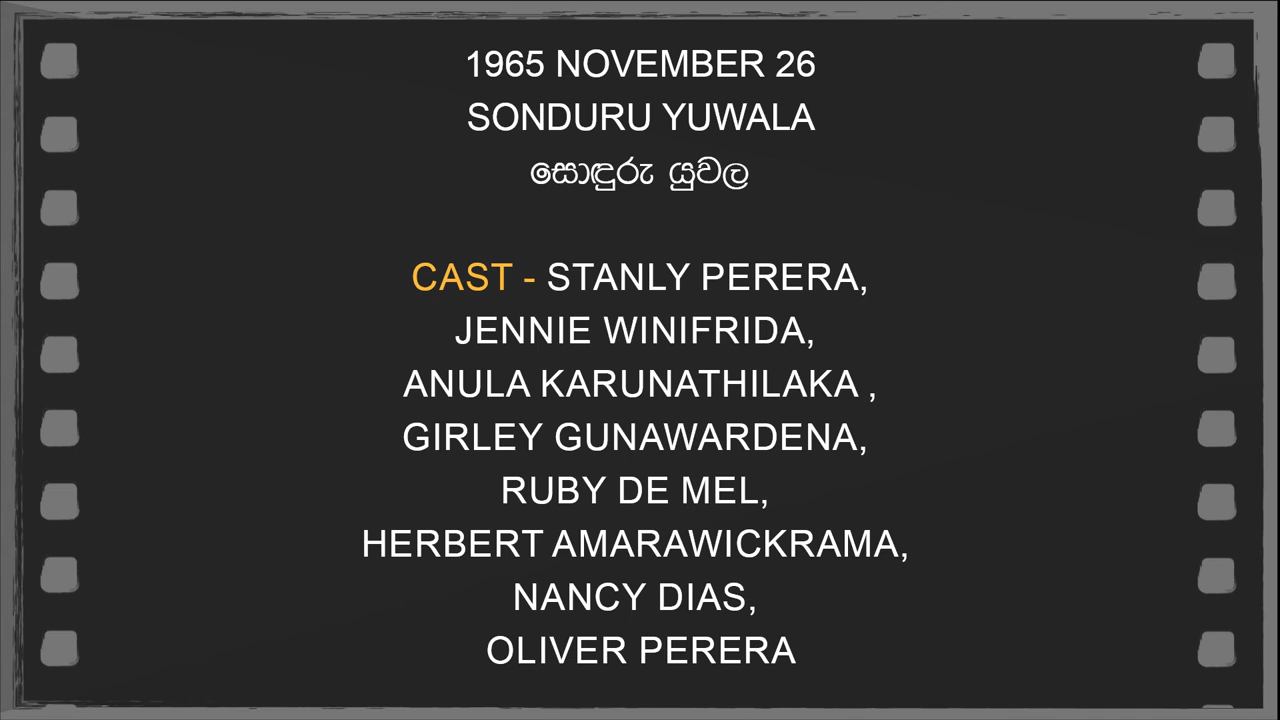 1965 NOVEMBER 26
SONDURU YUWALA
සොඳුරු යුවල
CAST - STANLY PERERA,
JENNIE WINIFRIDA,
ANULA KARUNATHILAKA ,
GIRLEY GUNAWARDENA,
RUBY DE MEL,
HERBERT AMARAWICKRAMA,
NANCY DIAS,
OLIVER PERERA